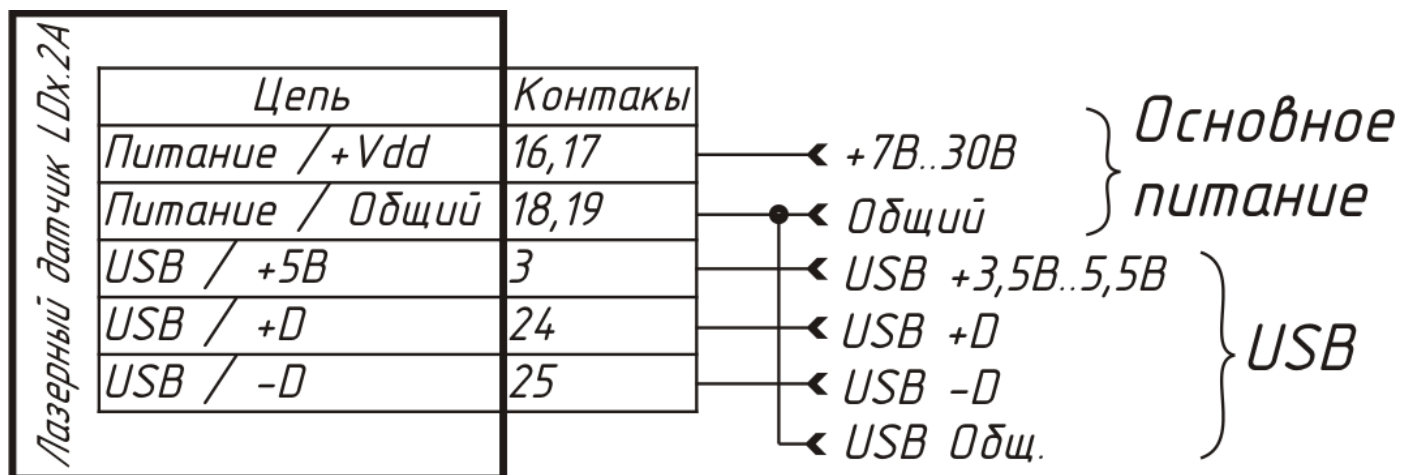 Лазерный датчик LDx.2A
Цепь Контакы
Питание / +Vdd 16,17 +7В..30В
Питание / Общий 18,19 Общий
Основное
питание
USB / +5В 3 USB +3,5В..5,5В
USB / +D 24 USB +D
USB / -D 25 USB -D
USB Общ.
USB